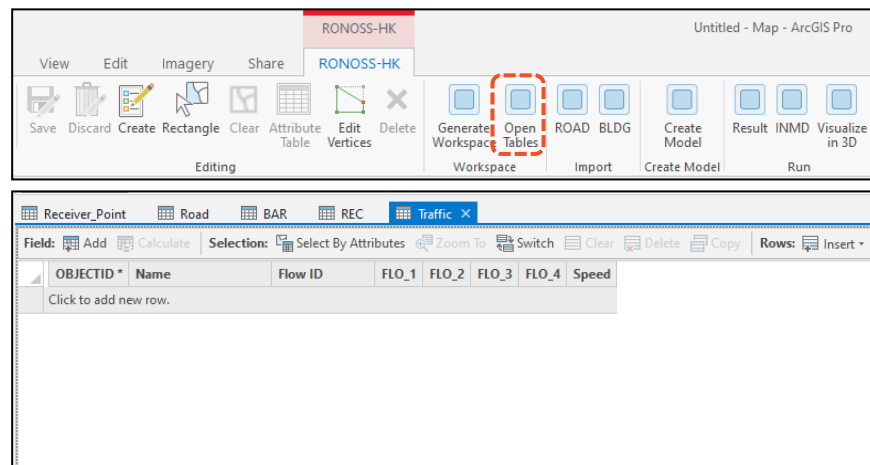 RONOSS-HK
Untitled - Map - ArcGIS Pro
View Edit Imagery Share RONOSS-HK
Save Discard Create Rectangle Clear Attribute Table Edit Vertices Delete Generate Workspace Open Tables ROAD BLDG Create Model Result INMD Visualize in 3D
Editing Workspace Import Create Model Run
Receiver_Point Road BAR REC Traffic
Field: Add Calculate Selection: Select By Attributes Zoom To Switch Clear Delete Copy Rows: Insert
OBJECTID * Name Flow ID FLO_1 FLO_2 FLO_3 FLO_4 Speed
Click to add new row.